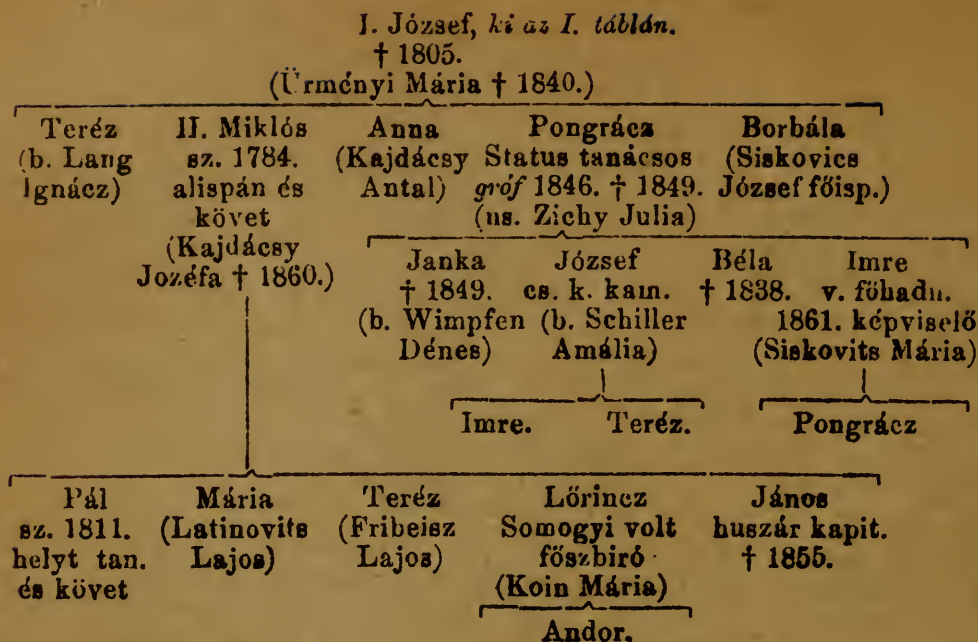 I. József, ki az I. táblán.
† 1805.
(Ürményi Mária † 1840.)
Teréz II. Miklós Anna Pongrácz Borbála
(b. Lang sz. 1784. (Kajdácsy Status tanácsos (Siskovics
Ignácz) alispán és Antal) gróf 1846. † 1849. József főisp.)
követ (ns. Zichy Julia)
(Kajdácsy Janka József Béla Imre
Jozéfa † 1860.) † 1849. cs. k. kam. † 1838. v. főhadn.
(b. Wimpfen (b. Schiller 1861. képviselő
Dénes) Amália) (Siskovits Mária)
Imre. Teréz. Pongrácz
Pál Mária Teréz Lőrincz János
sz. 1811. (Latinovits (Fribeisz Somogyi volt huszár kapit.
helyt tan. Lajos) Lajos) főszbiró † 1855.
és követ (Koin Mária)
Andor.